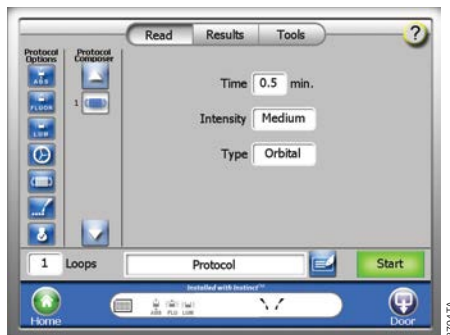 Read Results Tools ?
Protocol Options
Protocol Composer
ABS
FLUOR
LUM
1
Time 0.5 min.
Intensity Medium
Type Orbital
1 Loops Protocol Start
Installed with Instinct™
ABS FLU LUM
Home Door